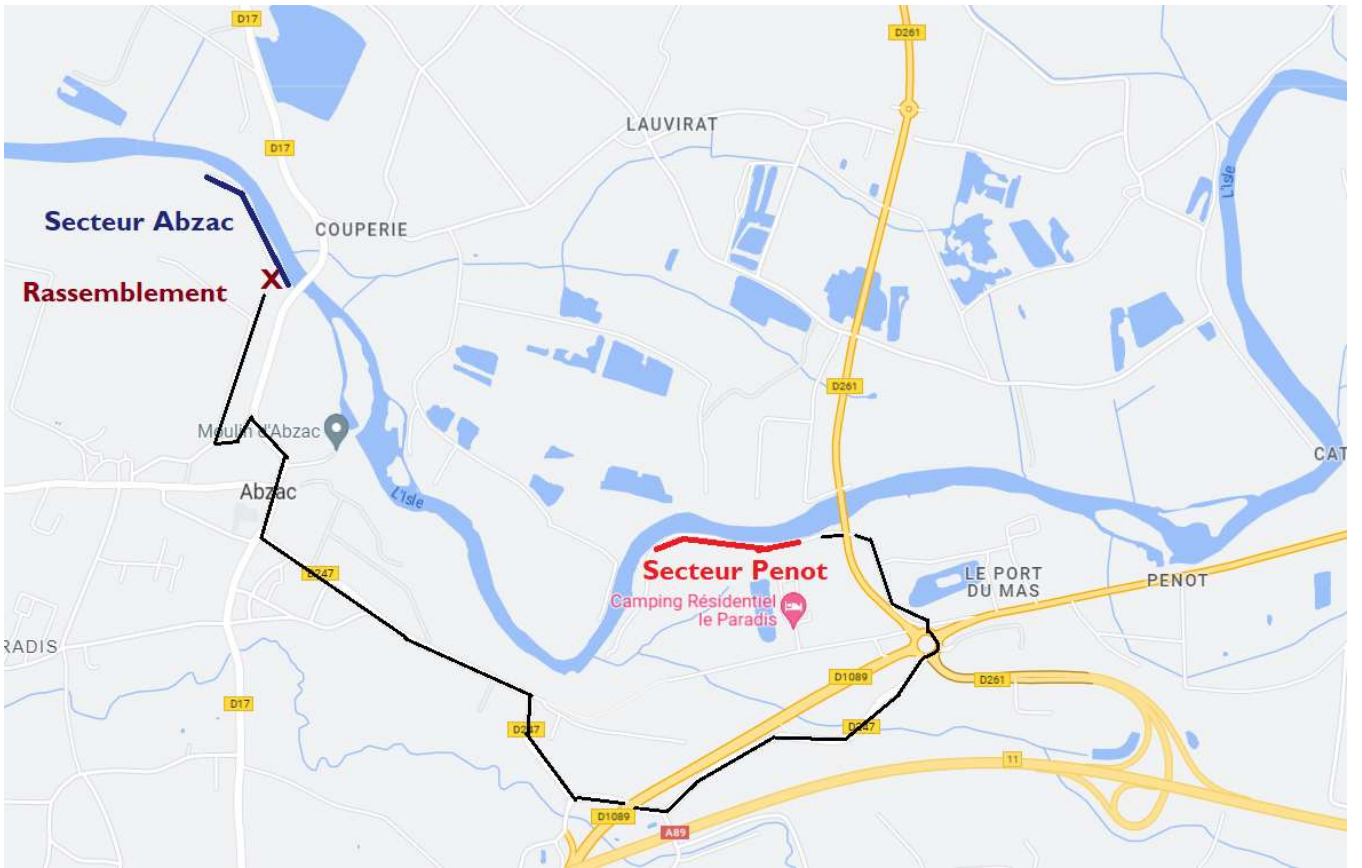 D17
D261
LAUVIRAT
D17
L'Isle
Secteur Abzac
COUPERIE
Rassemblement
D261
Moulin d'Abzac
CAT
Abzac
L'Isle
Secteur Penot
LE PORT
DU MAS
PENOT
Camping Résidentiel
le Paradis
D247
RADIS
D1089
D261
D17
D247
D247
11
D1089
A89